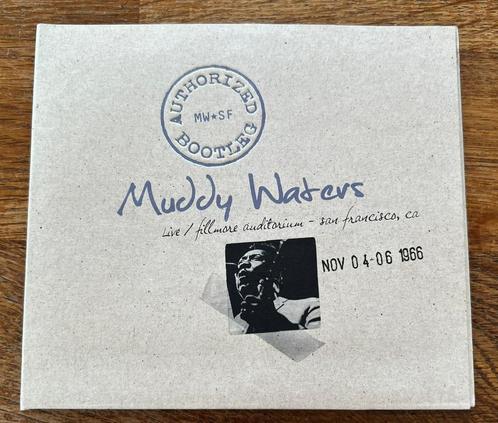 AUTHORIZED
MW★SF
BOOTLEG
Muddy Waters
Live / fillmore auditorium - san francisco, ca
NOV 04-06 1966